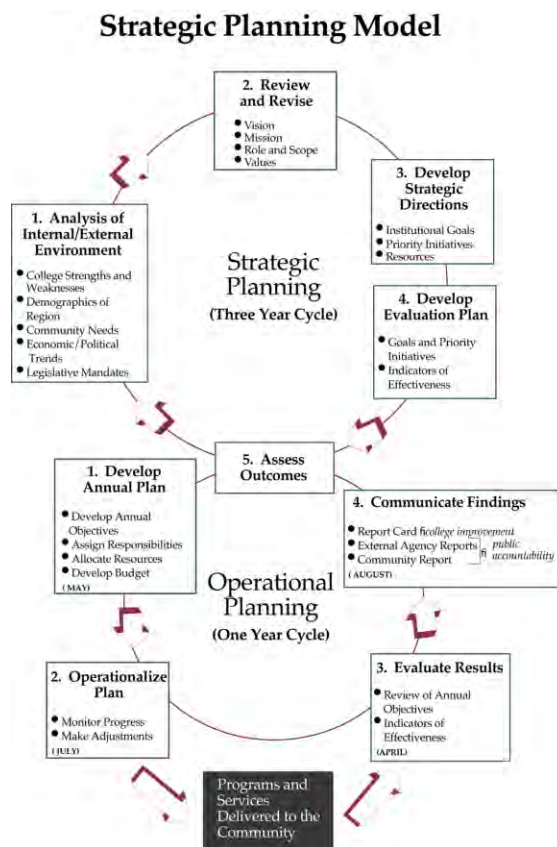 Strategic Planning Model
2. Review
and Revise
● Vision
● Mission
● Role and Scope
● Values
3. Develop
Strategic
Directions
● Institutional Goals
● Priority Initiatives
● Resources
1. Analysis of
Internal/External
Environment
● College Strengths and
Weaknesses
● Demographics of
Region
● Community Needs
● Economic/Political
Trends
● Legislative Mandates
Strategic
Planning
(Three Year Cycle)
4. Develop
Evaluation Plan
● Goals and Priority
Initiatives
● Indicators of
Effectiveness
5. Assess
Outcomes
1. Develop
Annual Plan
● Develop Annual
Objectives
● Assign Responsibilities
● Allocate Resources
● Develop Budget
(MAY)
4. Communicate Findings
● Report Card fi college improvement
● External Agency Reports
● Community Report
fi public
accountability
(AUGUST)
Operational
Planning
(One Year Cycle)
2. Operationalize
Plan
● Monitor Progress
● Make Adjustments
(JULY)
3. Evaluate Results
● Review of Annual
Objectives
● Indicators of
Effectiveness
(APRIL)
Programs and
Services
Delivered to the
Community